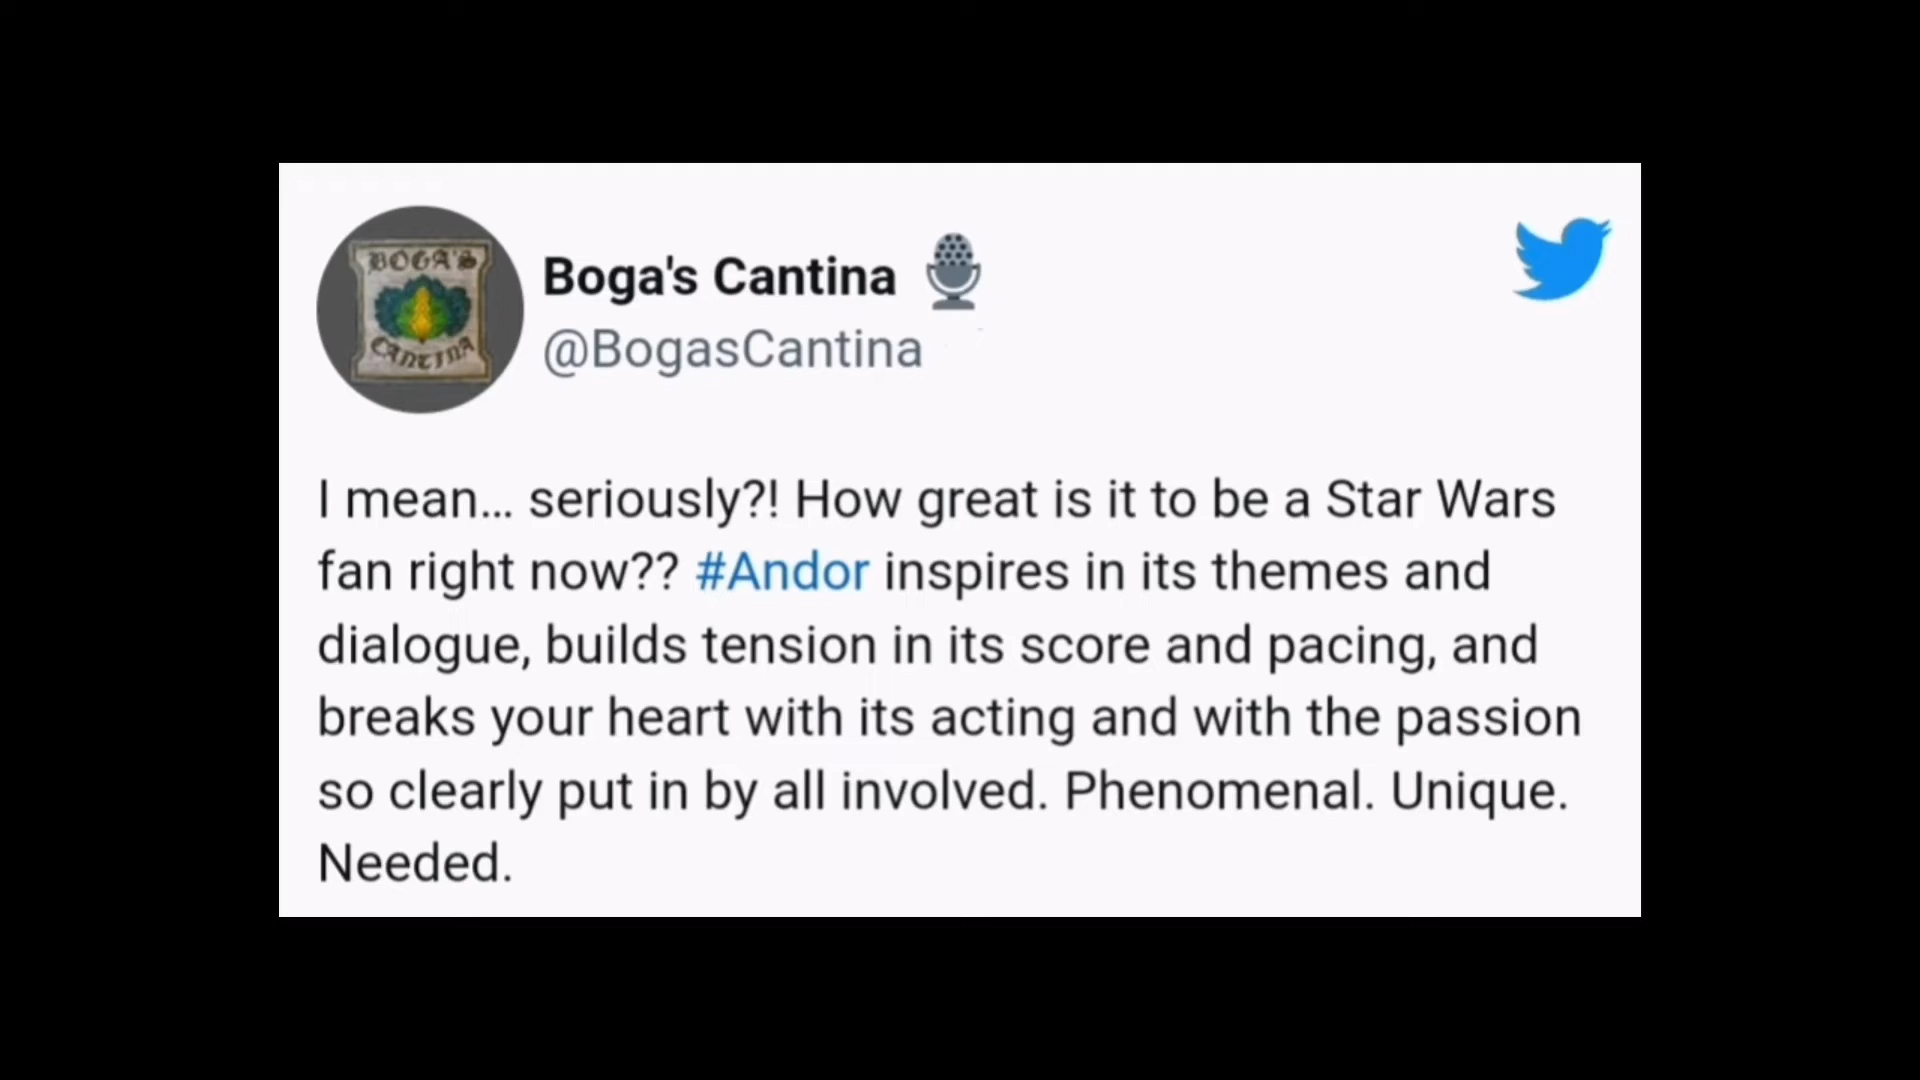 BOGA'S
CANTINA
Boga's Cantina
@BogasCantina
I mean… seriously?! How great is it to be a Star Wars
fan right now?? #Andor inspires in its themes and
dialogue, builds tension in its score and pacing, and
breaks your heart with its acting and with the passion
so clearly put in by all involved. Phenomenal. Unique.
Needed.